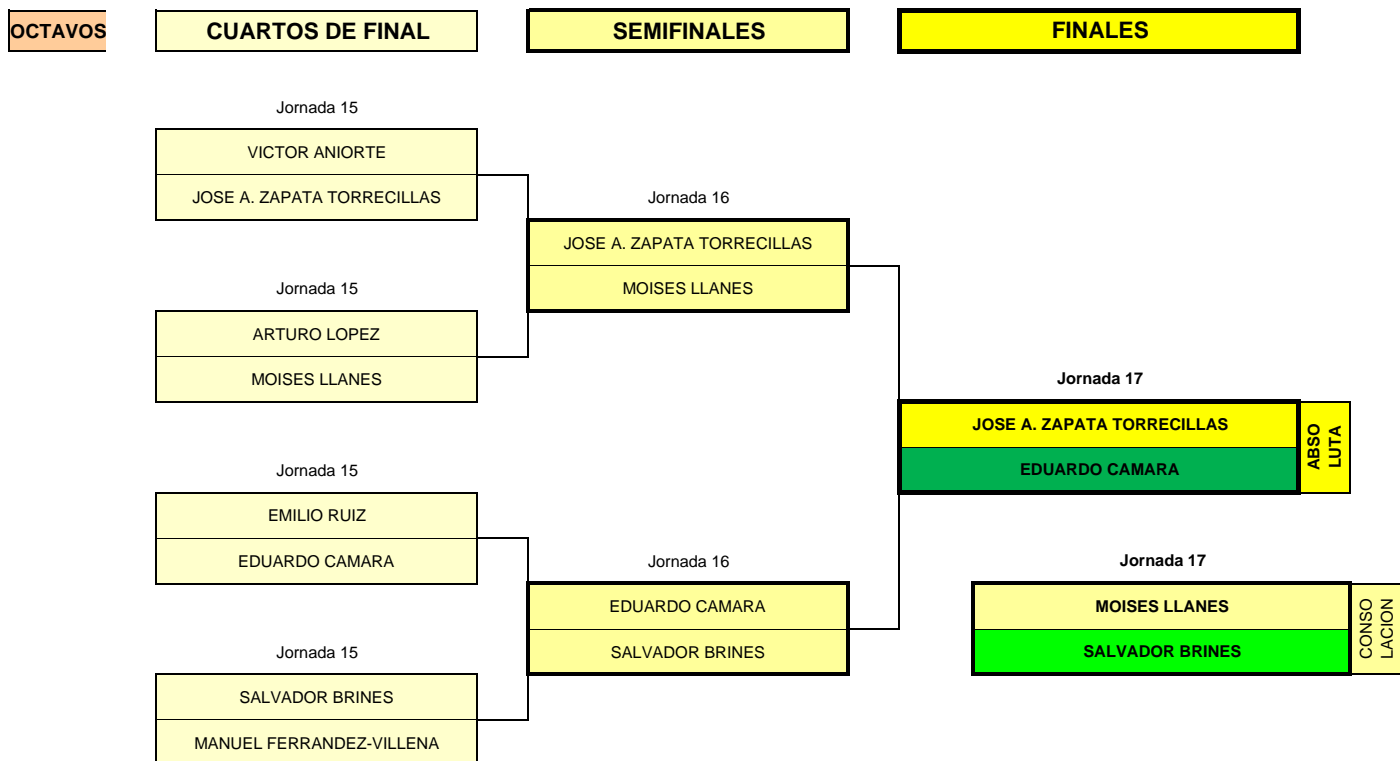 OCTAVOS
CUARTOS DE FINAL
SEMIFINALES
FINALES
Jornada 15
VICTOR ANIORTE
JOSE A. ZAPATA TORRECILLAS
Jornada 15
ARTURO LOPEZ
MOISES LLANES
Jornada 15
EMILIO RUIZ
EDUARDO CAMARA
Jornada 15
SALVADOR BRINES
MANUEL FERRANDEZ-VILLENA
Jornada 16
JOSE A. ZAPATA TORRECILLAS
MOISES LLANES
Jornada 16
EDUARDO CAMARA
SALVADOR BRINES
Jornada 17
JOSE A. ZAPATA TORRECILLAS
EDUARDO CAMARA
ABSO
LUTA
Jornada 17
MOISES LLANES
SALVADOR BRINES
CONSO
LACION